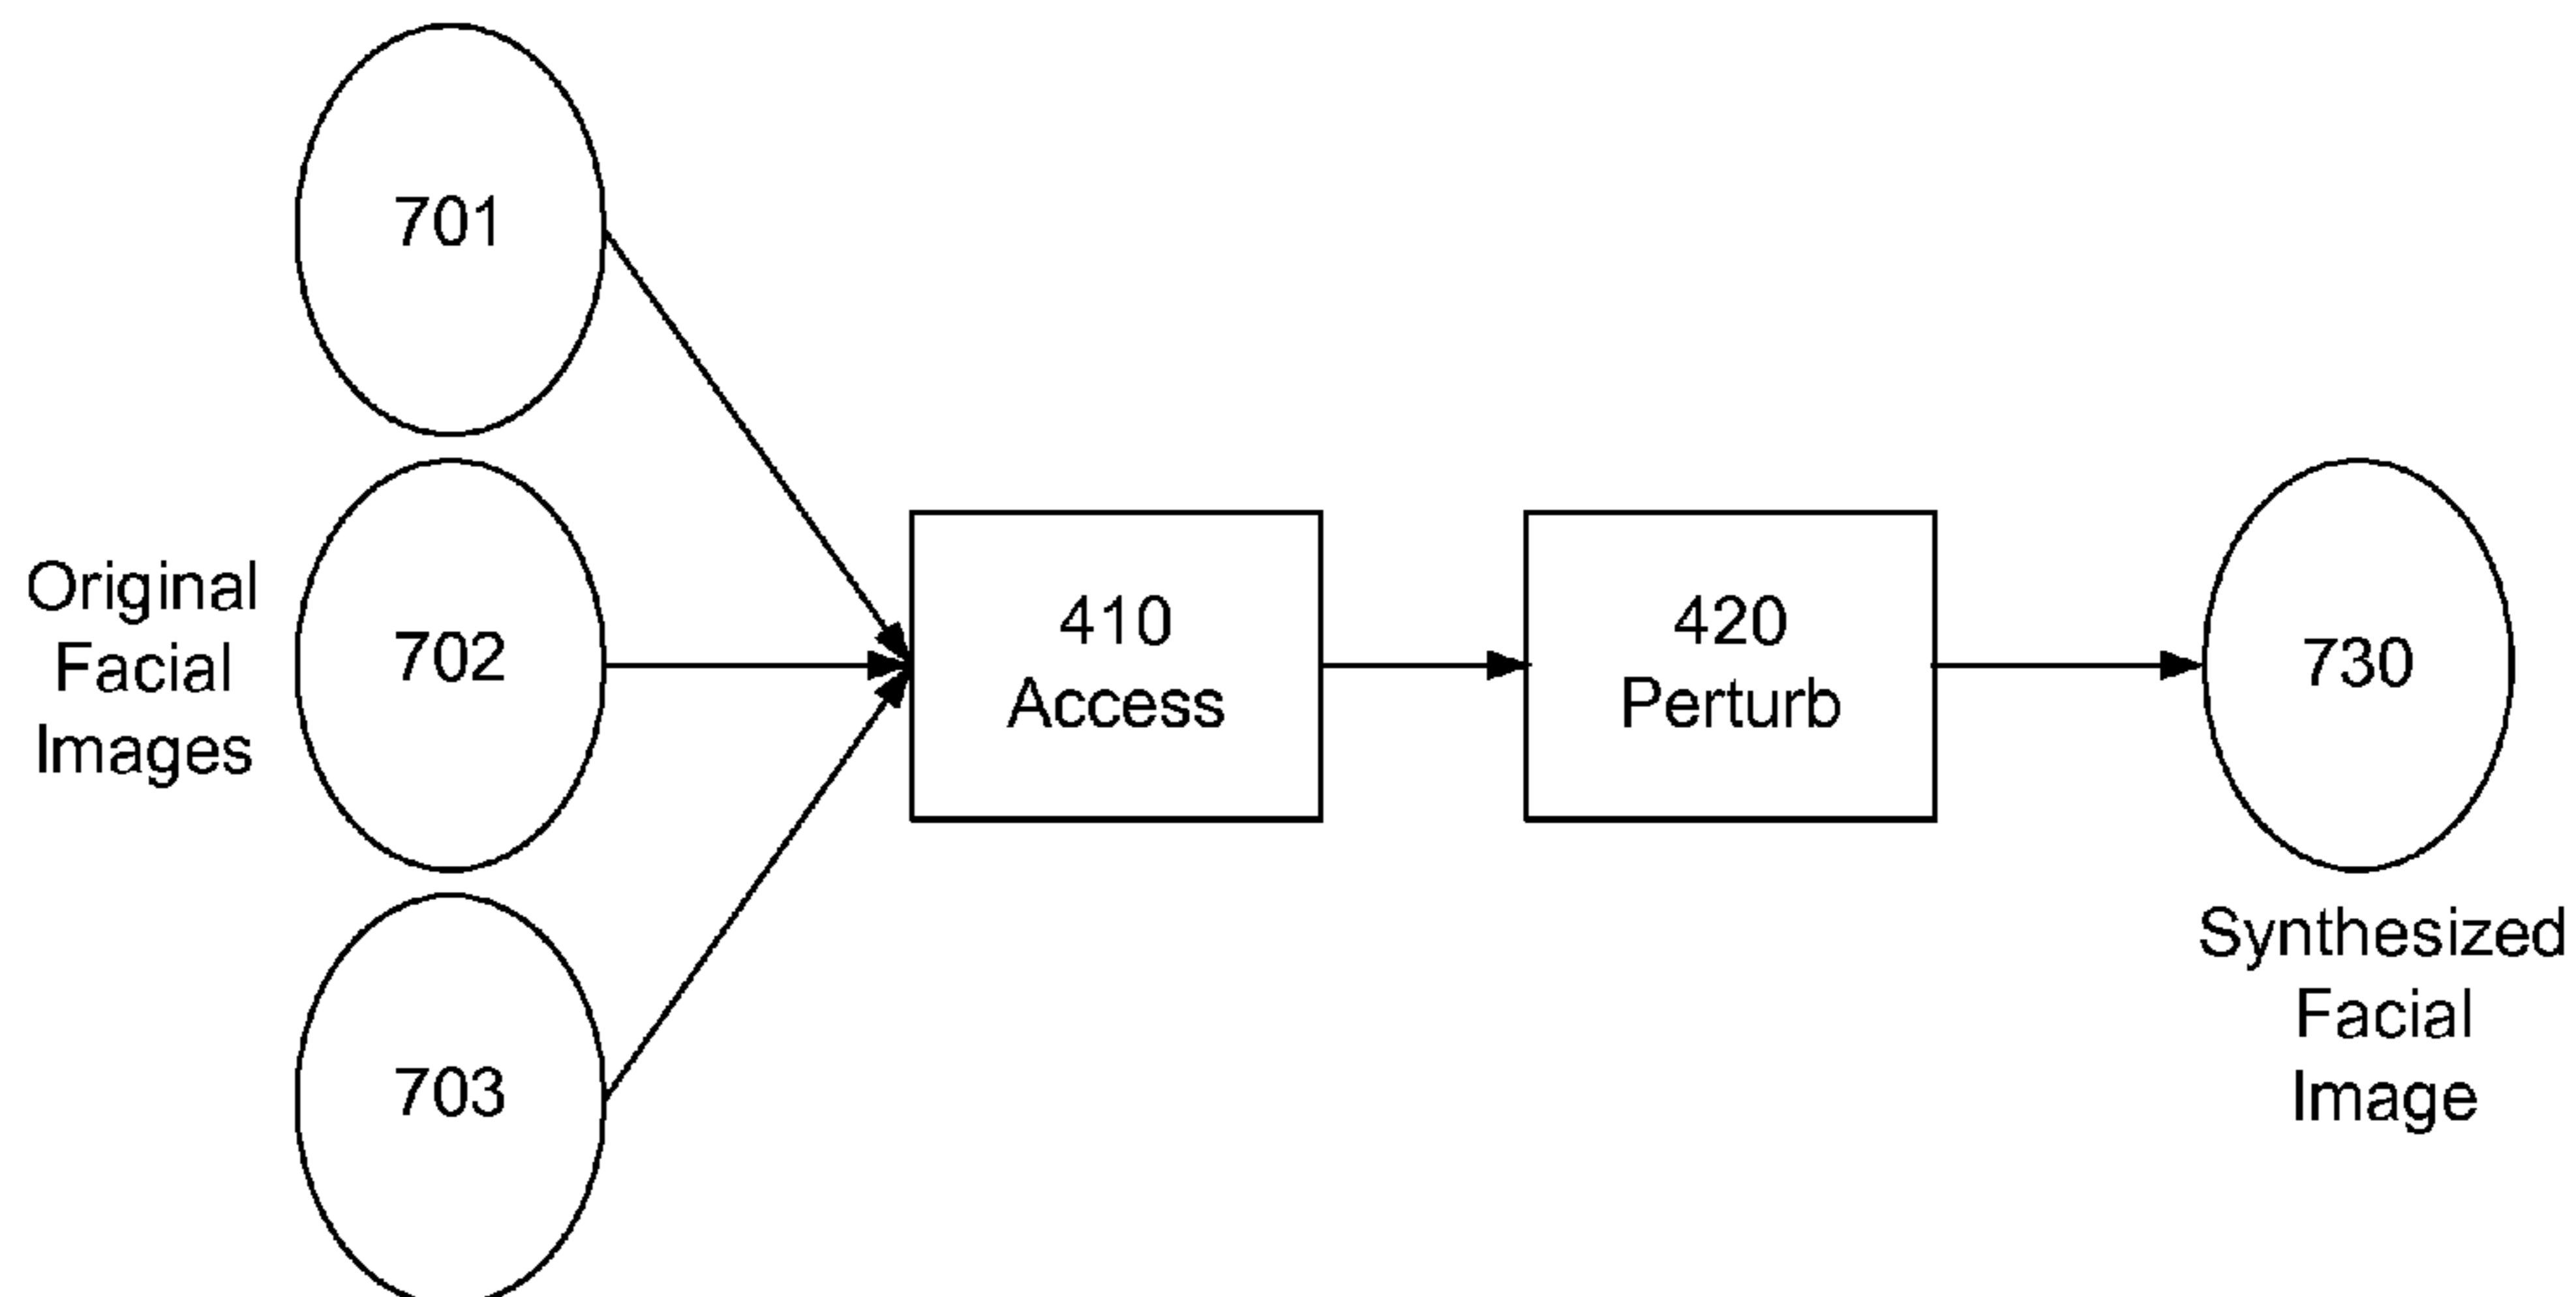 701
Original
Facial
Images
702
703
410
Access
420
Perturb
730
Synthesized
Facial
Image